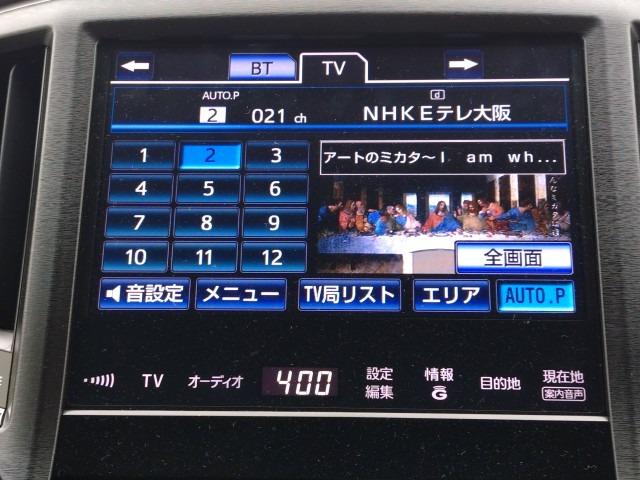 BT TV
AUTO.P d
2 021 ch NHKEテレ大阪
1 2 3
アートのミカタ〜I am wh...
4 5 6
7 8 9
10 11 12
全画面
音設定 メニュー TV局リスト エリア AUTO.P
TV オーディオ 400 設定 情報 目的地 現在地
編集 G 案内音声